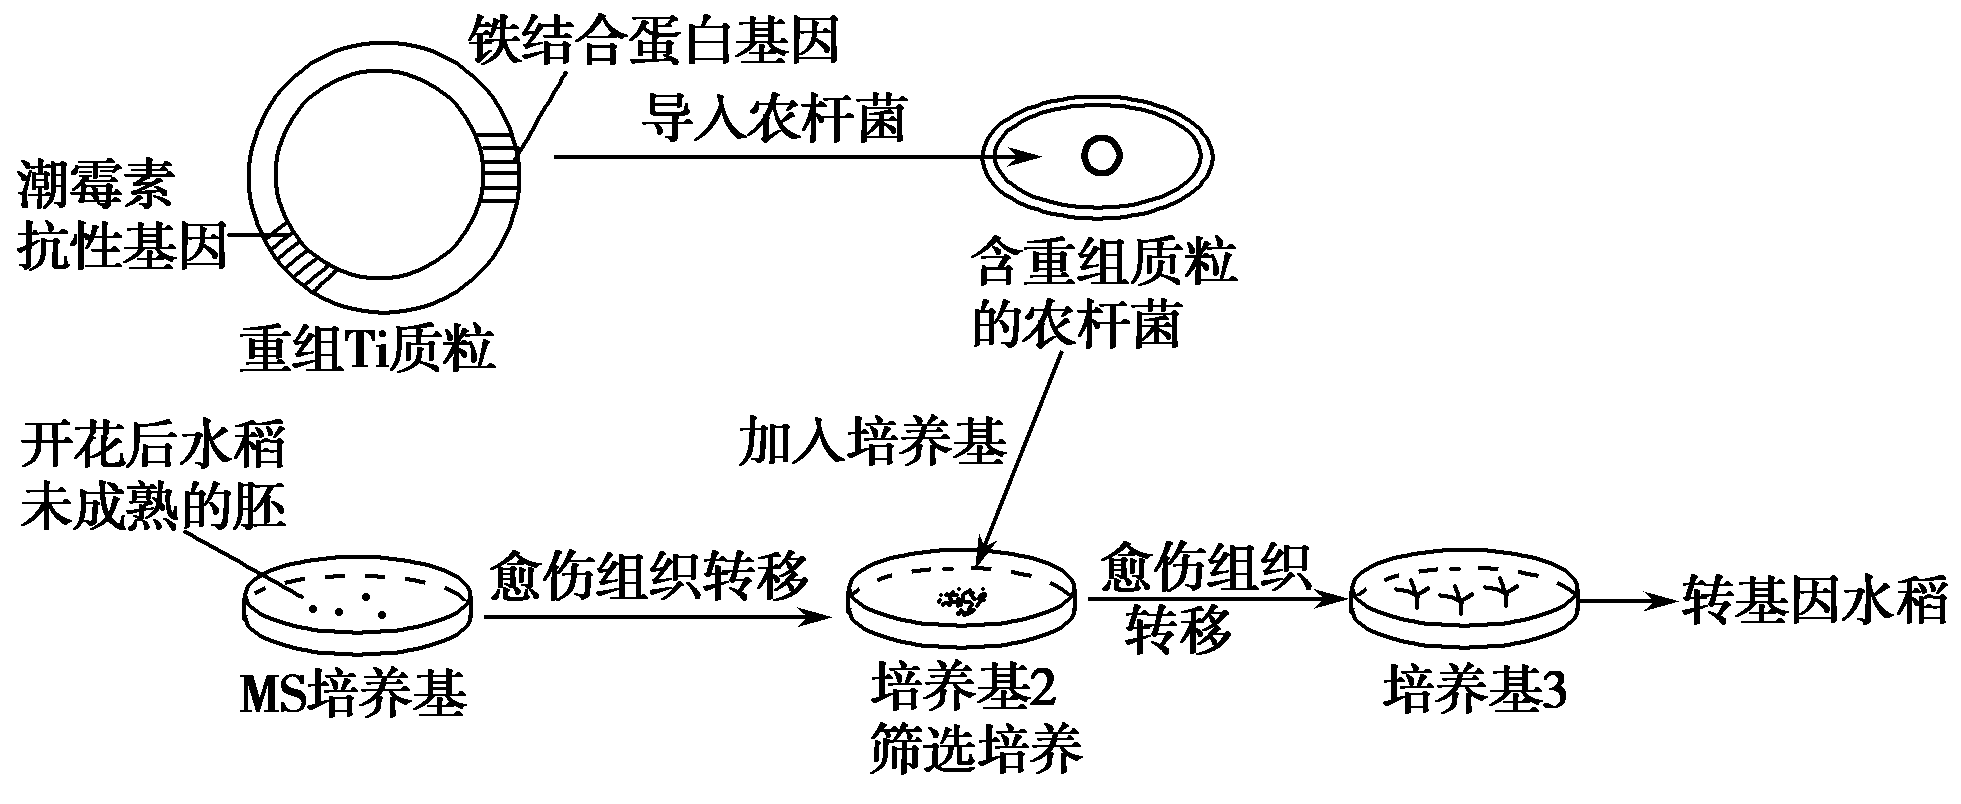 铁结合蛋白基因
导入农杆菌
潮霉素
抗性基因
重组Ti质粒
含重组质粒
的农杆菌
加入培养基
开花后水稻
未成熟的胚
愈伤组织转移
愈伤组织
转移
转基因水稻
MS培养基
培养基2
筛选培养
培养基3